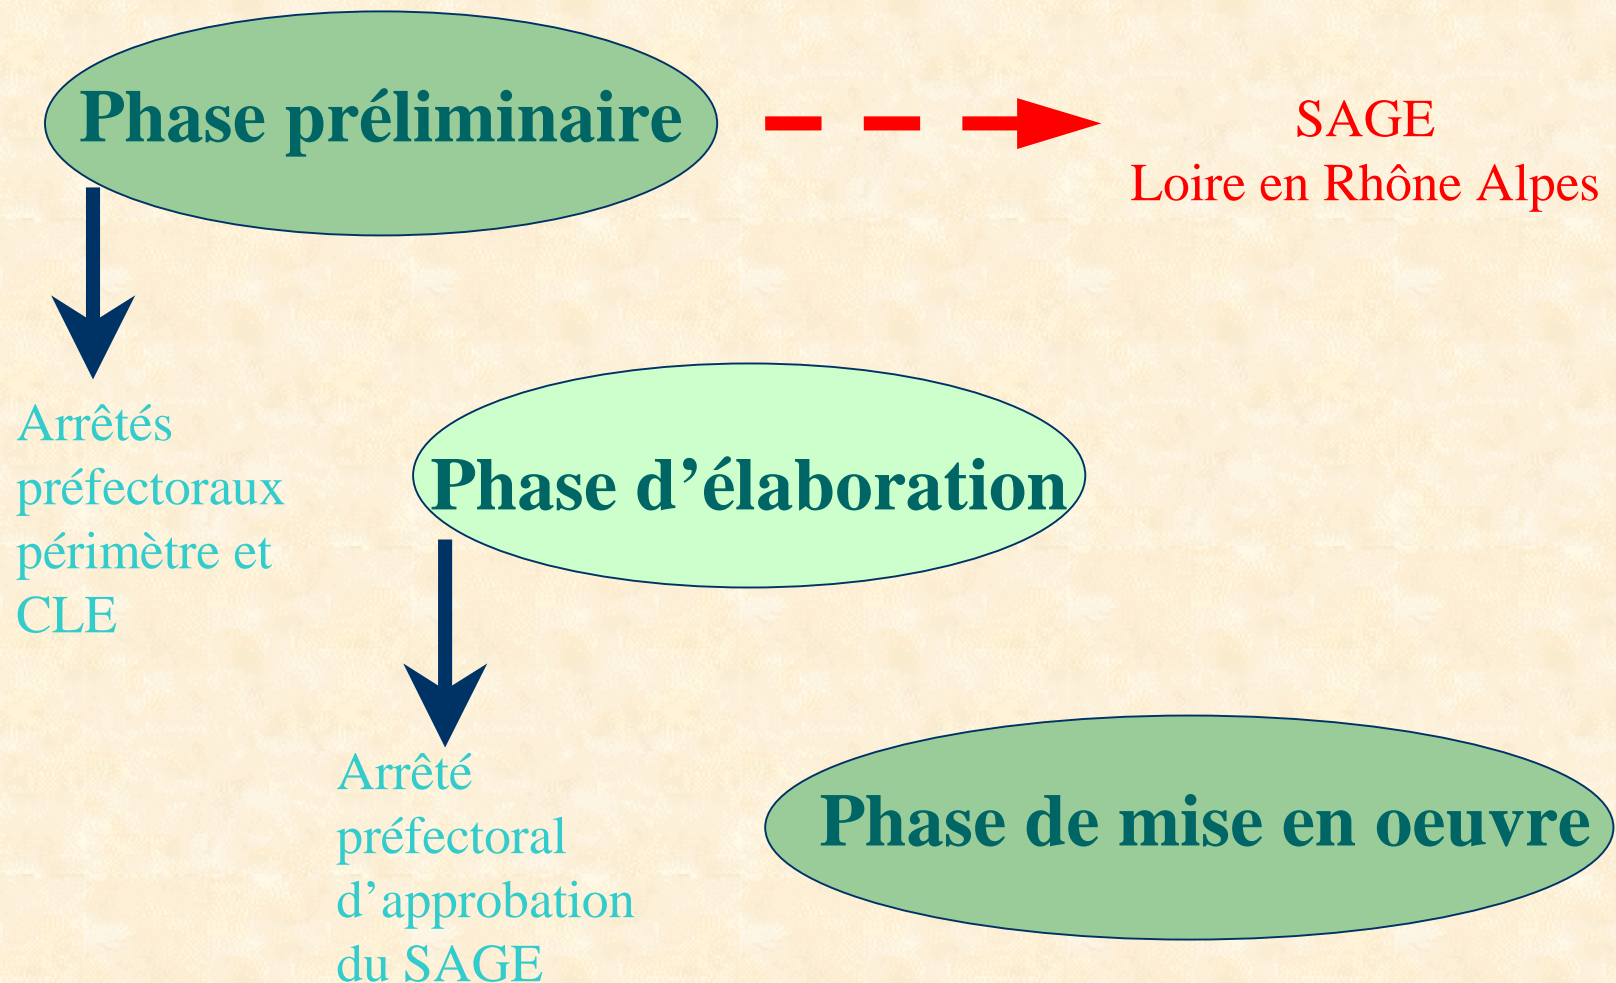 Phase préliminaire
SAGE
Loire en Rhône Alpes
Arrêtés
préfectoraux
périmètre et
CLE
Phase d’élaboration
Arrêté
préfectoral
d’approbation
du SAGE
Phase de mise en oeuvre